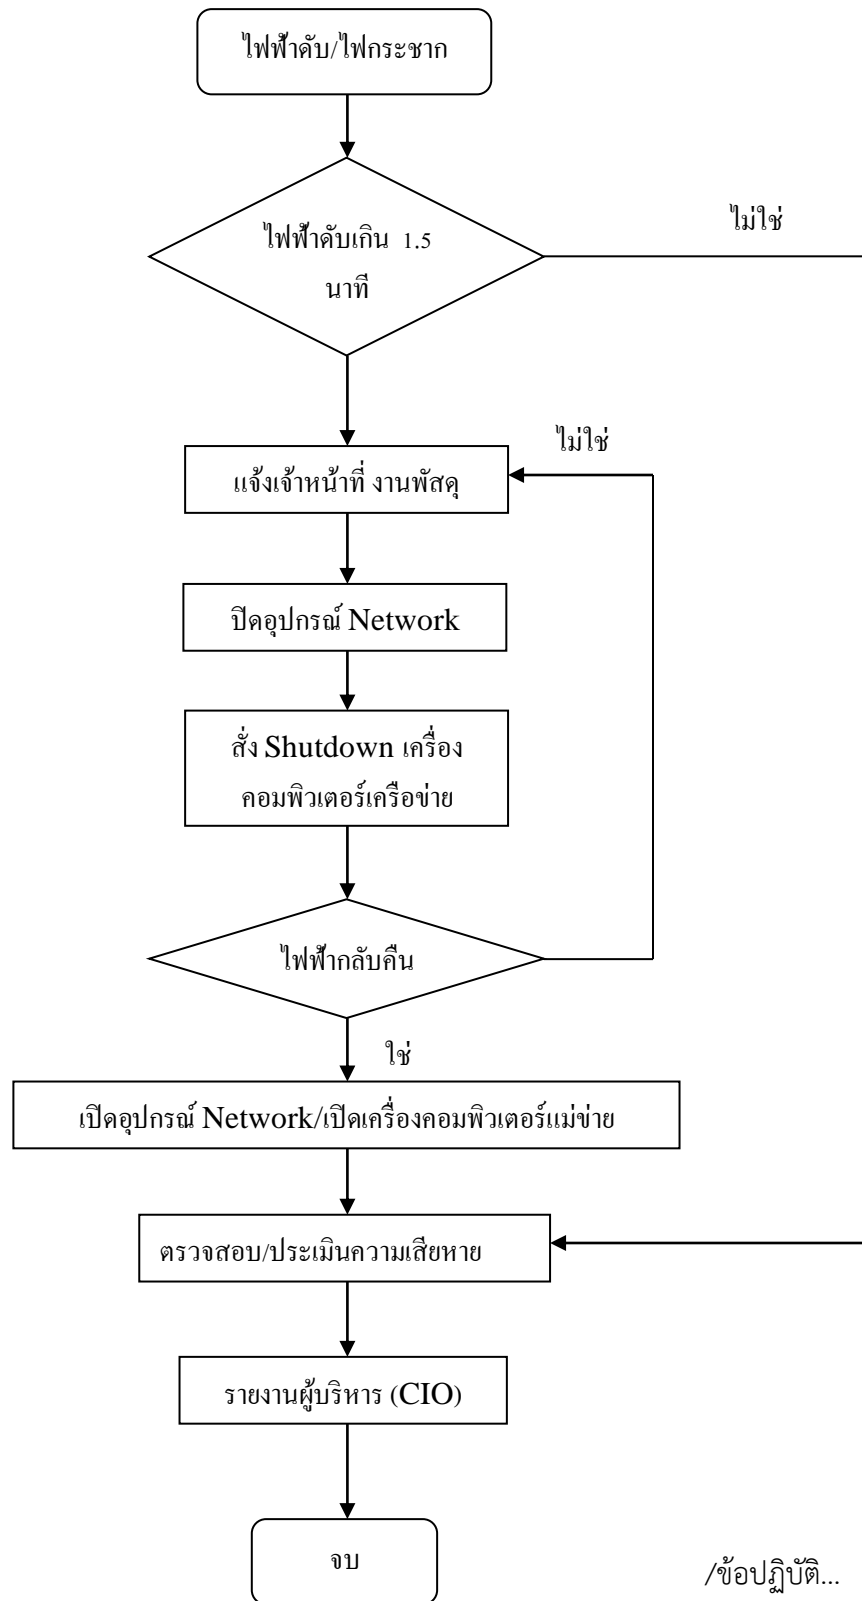 ไฟฟ้าดับ/ไฟกระชาก
ไม่ใช่
ไฟฟ้าดับเกิน 1.5
นาที
ไม่ใช่
แจ้งเจ้าหน้าที่ งานพัสดุ
ปิดอุปกรณ์ Network
สั่ง Shutdown เครื่อง
คอมพิวเตอร์เครือข่าย
ไฟฟ้ากลับคืน
ใช่
เปิดอุปกรณ์ Network/เปิดเครื่องคอมพิวเตอร์แม่ข่าย
ตรวจสอบ/ประเมินความเสียหาย
รายงานผู้บริหาร (CIO)
จบ
/ข้อปฏิบัติ...